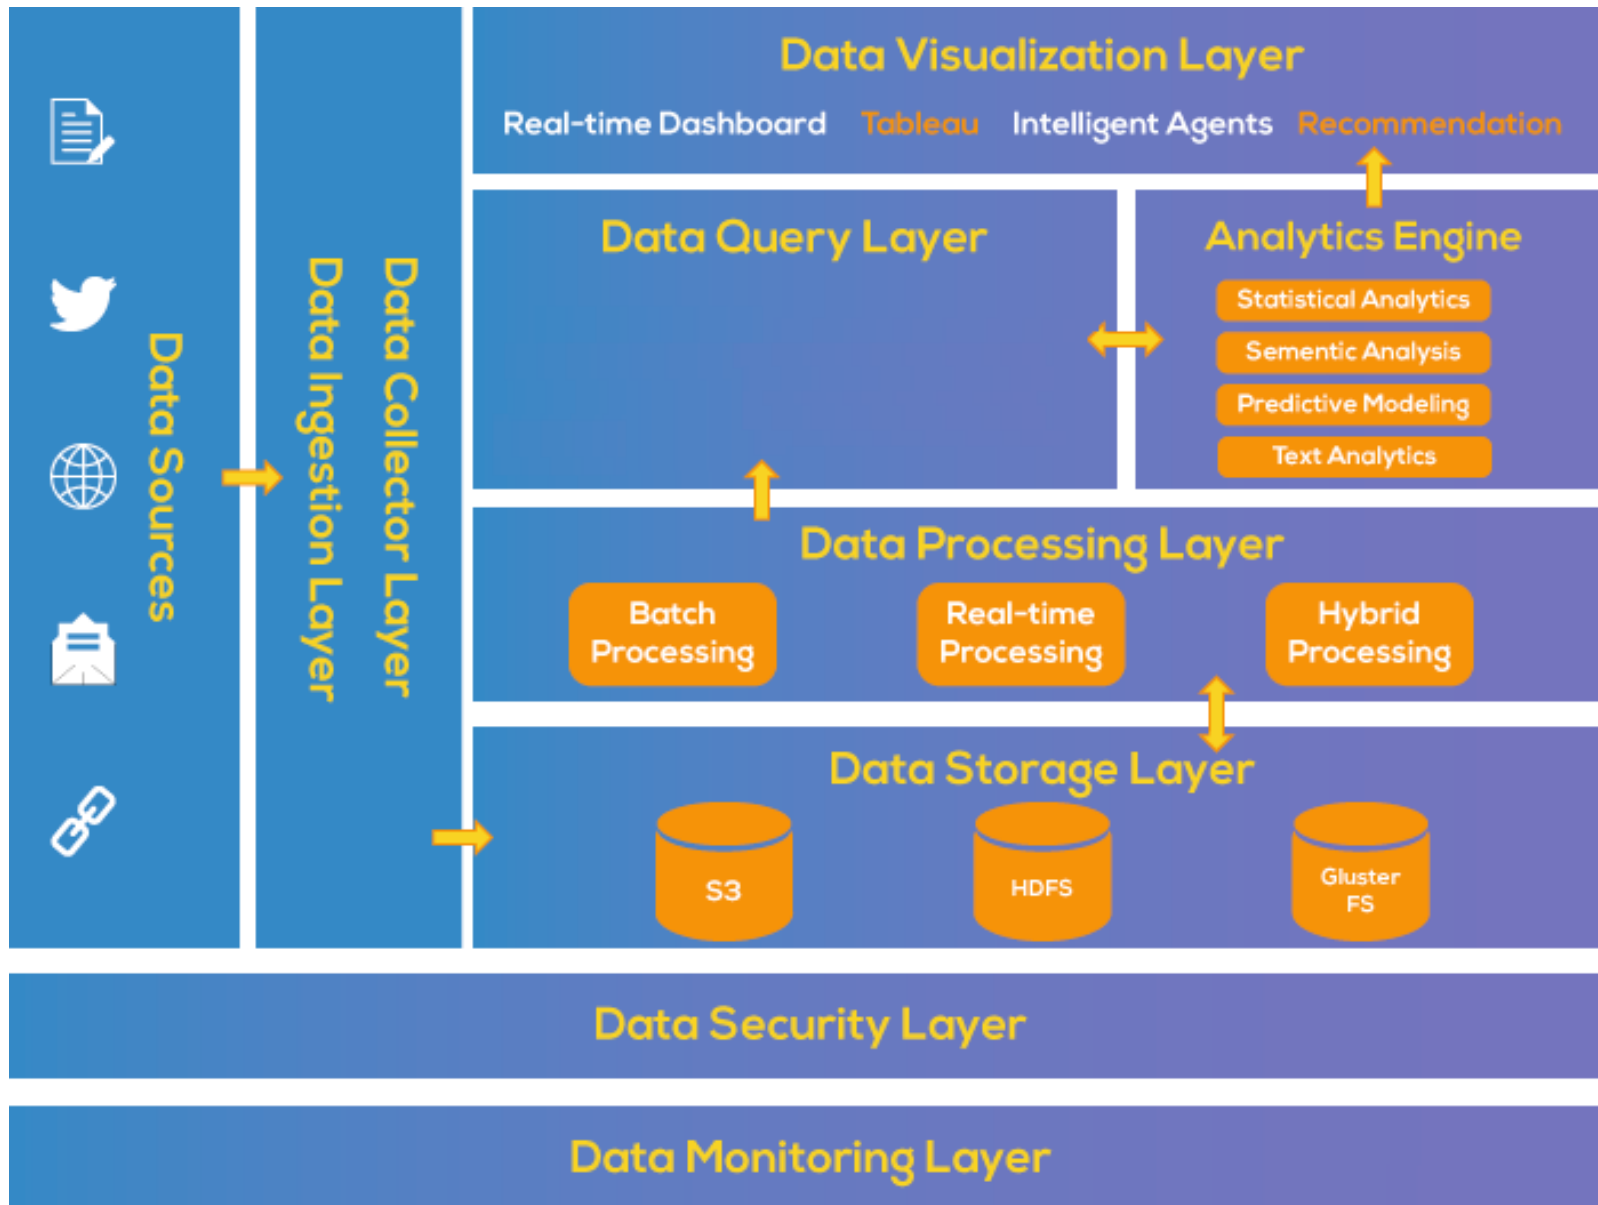 Data Sources
Data Ingestion Layer
Data Collector Layer
Data Visualization Layer
Real-time Dashboard Tableau Intelligent Agents Recommendation
Data Query Layer
Analytics Engine
Statistical Analytics
Sementic Analysis
Predictive Modeling
Text Analytics
Data Processing Layer
Batch
Processing
Real-time
Processing
Hybrid
Processing
Data Storage Layer
S3
HDFS
Gluster
FS
Data Security Layer
Data Monitoring Layer